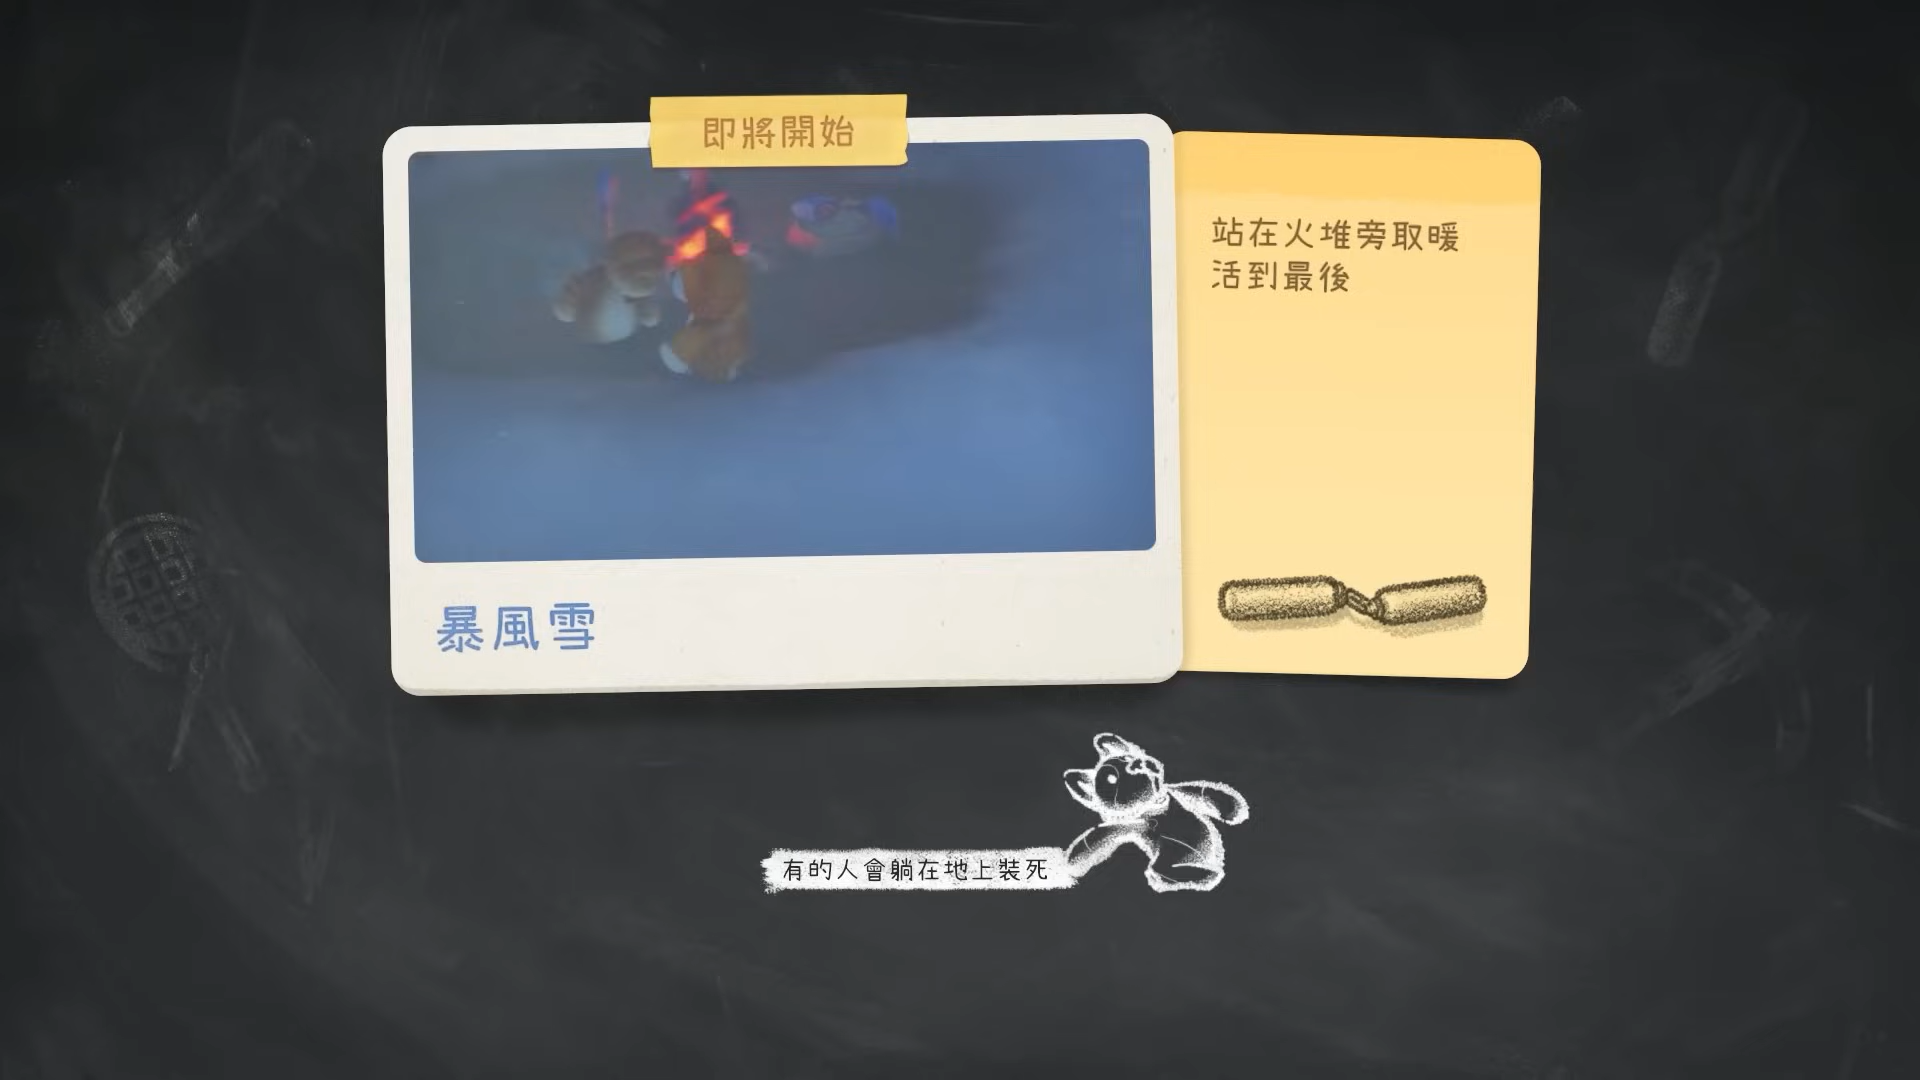 即將開始
站在火堆旁取暖
活到最後
暴風雪
有的人會躺在地上裝死